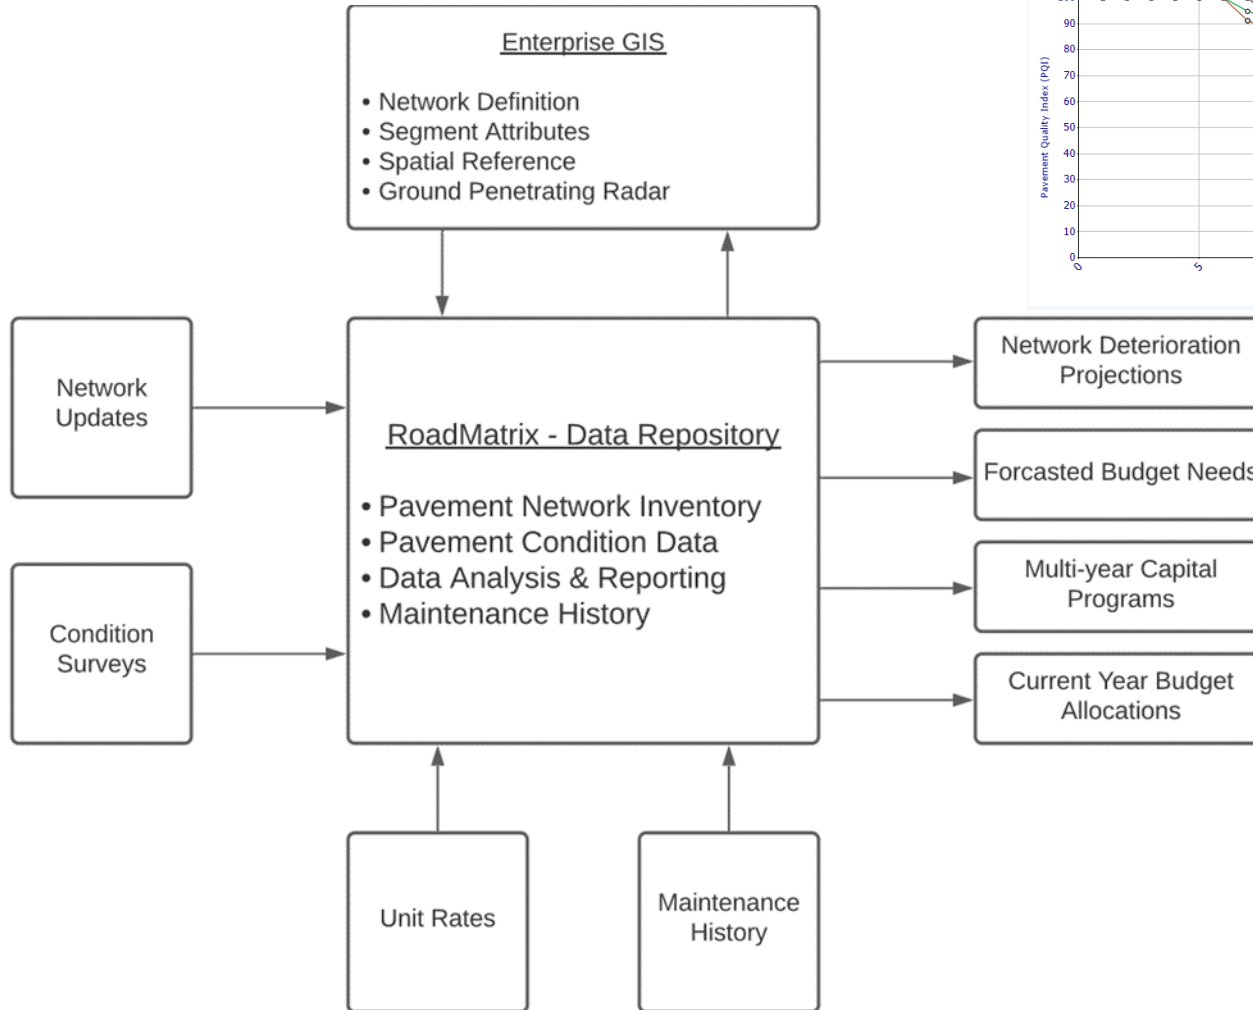 Enterprise GIS
• Network Definition
• Segment Attributes
• Spatial Reference
• Ground Penetrating Radar
Pavement Quality Index (PQI)
90
80
70
60
50
40
30
20
10
0
0
5
Network
Updates
Condition
Surveys
RoadMatrix - Data Repository
• Pavement Network Inventory
• Pavement Condition Data
• Data Analysis & Reporting
• Maintenance History
Network Deterioration
Projections
Forcasted Budget Needs
Multi-year Capital
Programs
Current Year Budget
Allocations
Unit Rates
Maintenance
History